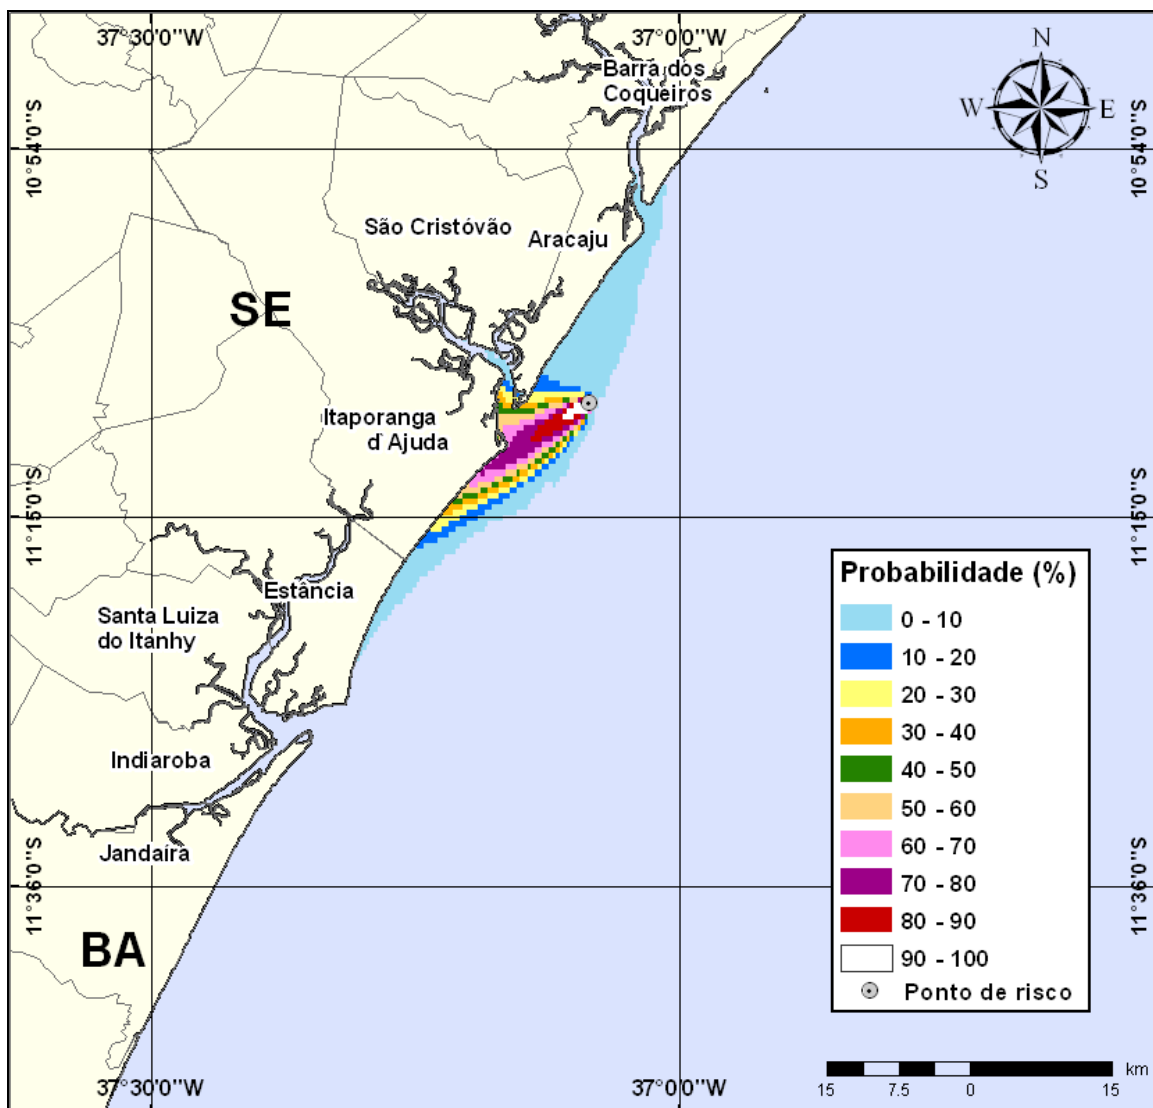 37°30'0"W
37°0'0"W
N
W
E
S
Barra dos
Coqueiros
10°54'0"S
10°54'0"S
São Cristóvão
Aracaju
SE
Itaporanga
d`Ajuda
11°15'0"S
11°15'0"S
Estância
Santa Luiza
do Itanhy
Indiaroba
Jandaíra
11°36'0"S
11°36'0"S
BA
Probabilidade (%)
0 - 10
10 - 20
20 - 30
30 - 40
40 - 50
50 - 60
60 - 70
70 - 80
80 - 90
90 - 100
Ponto de risco
km
15 7.5 0 15
37°30'0"W
37°0'0"W